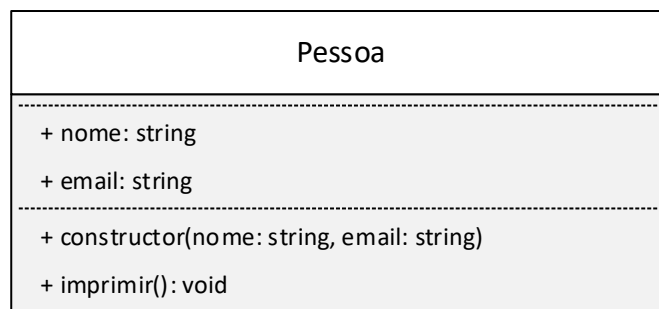 Pessoa
+ nome: string
+ email: string
+ constructor(nome: string, email: string)
+ imprimir(): void